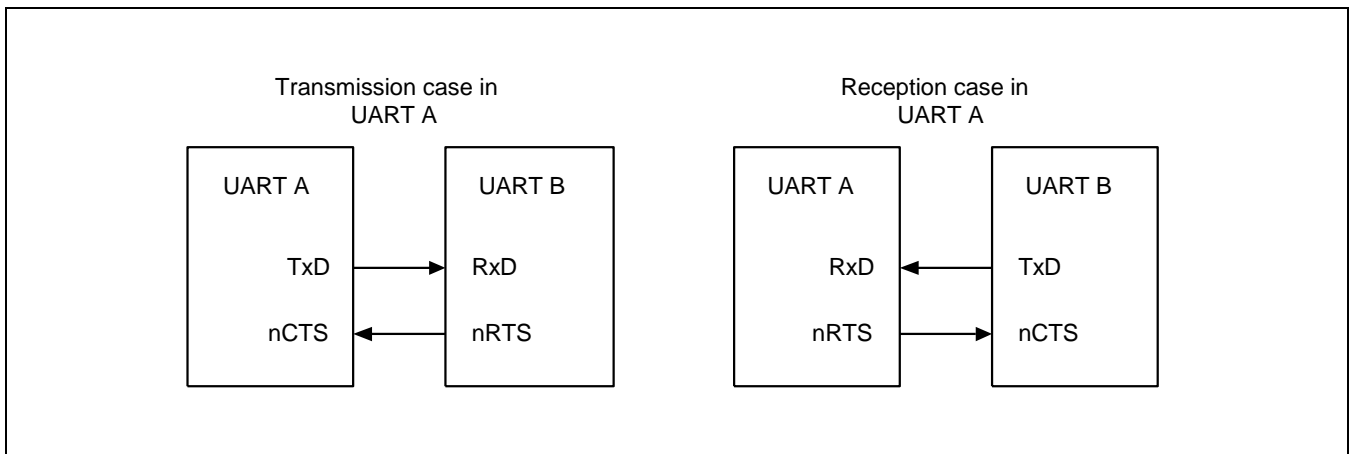 Transmission case in
UART A
UART A
UART B
TxD
RxD
nCTS
nRTS
Reception case in
UART A
UART A
UART B
RxD
TxD
nRTS
nCTS